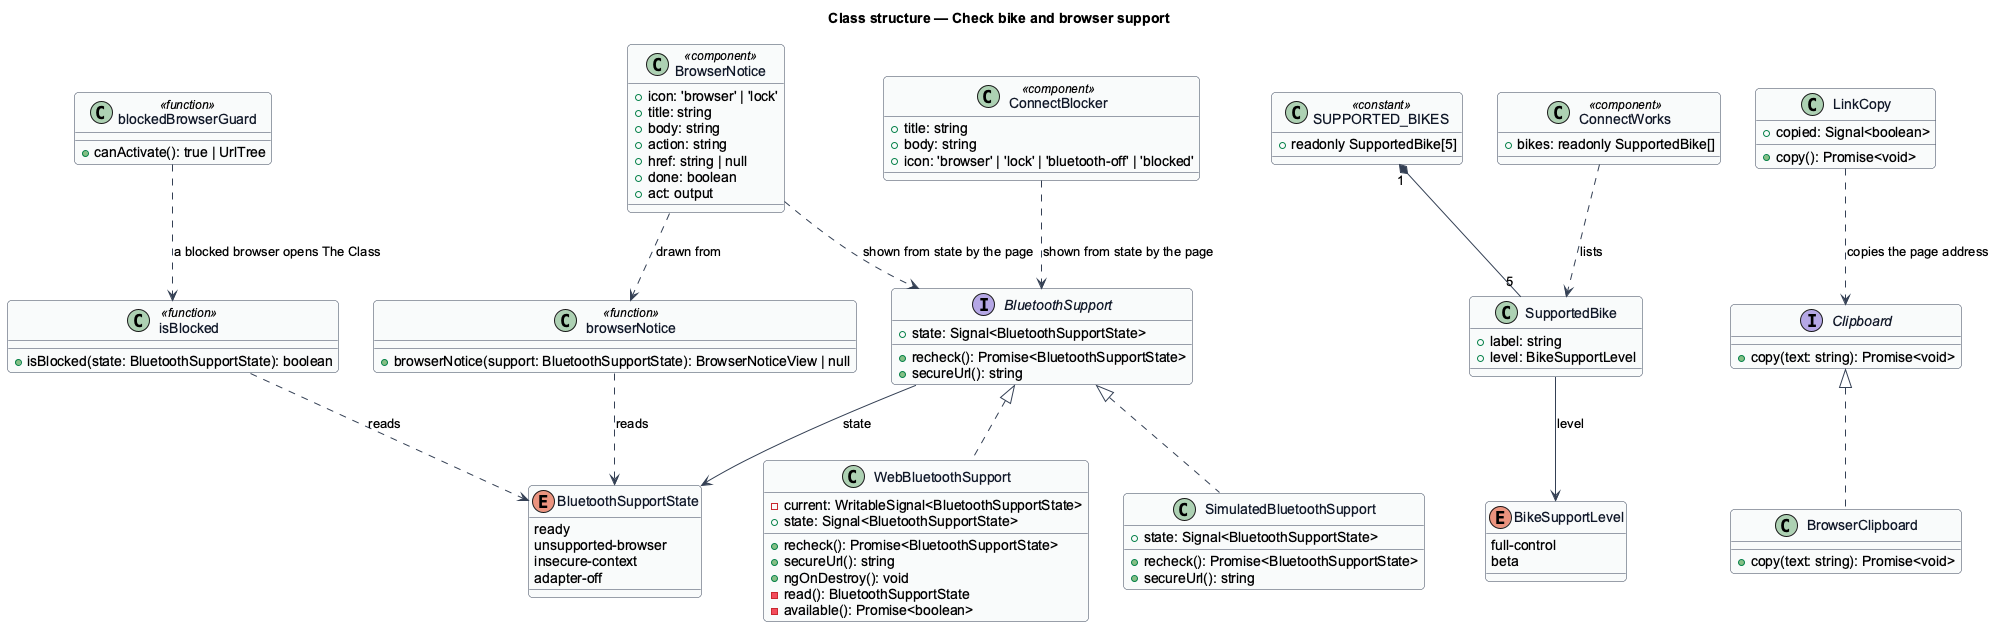 Class structure — Check bike and browser support
«function»
blockedBrowserGuard
canActivate(): true | UrlTree
«component»
BrowserNotice
icon: 'browser' | 'lock'
title: string
body: string
action: string
href: string | null
done: boolean
act: output
«component»
ConnectBlocker
title: string
body: string
icon: 'browser' | 'lock' | 'bluetooth-off' | 'blocked'
«constant»
SUPPORTED_BIKES
readonly SupportedBike[5]
«component»
ConnectWorks
bikes: readonly SupportedBike[]
LinkCopy
copied: Signal<boolean>
copy(): Promise<void>
1
a blocked browser opens The Class
drawn from
shown from state by the page
shown from state by the page
lists
copies the page address
5
«function»
isBlocked
isBlocked(state: BluetoothSupportState): boolean
«function»
browserNotice
browserNotice(support: BluetoothSupportState): BrowserNoticeView | null
BluetoothSupport
state: Signal<BluetoothSupportState>
recheck(): Promise<BluetoothSupportState>
secureUrl(): string
SupportedBike
label: string
level: BikeSupportLevel
Clipboard
copy(text: string): Promise<void>
reads
reads
state
level
BluetoothSupportState
ready
unsupported-browser
insecure-context
adapter-off
WebBluetoothSupport
current: WritableSignal<BluetoothSupportState>
state: Signal<BluetoothSupportState>
recheck(): Promise<BluetoothSupportState>
secureUrl(): string
ngOnDestroy(): void
read(): BluetoothSupportState
available(): Promise<boolean>
SimulatedBluetoothSupport
state: Signal<BluetoothSupportState>
recheck(): Promise<BluetoothSupportState>
secureUrl(): string
BikeSupportLevel
full-control
beta
BrowserClipboard
copy(text: string): Promise<void>